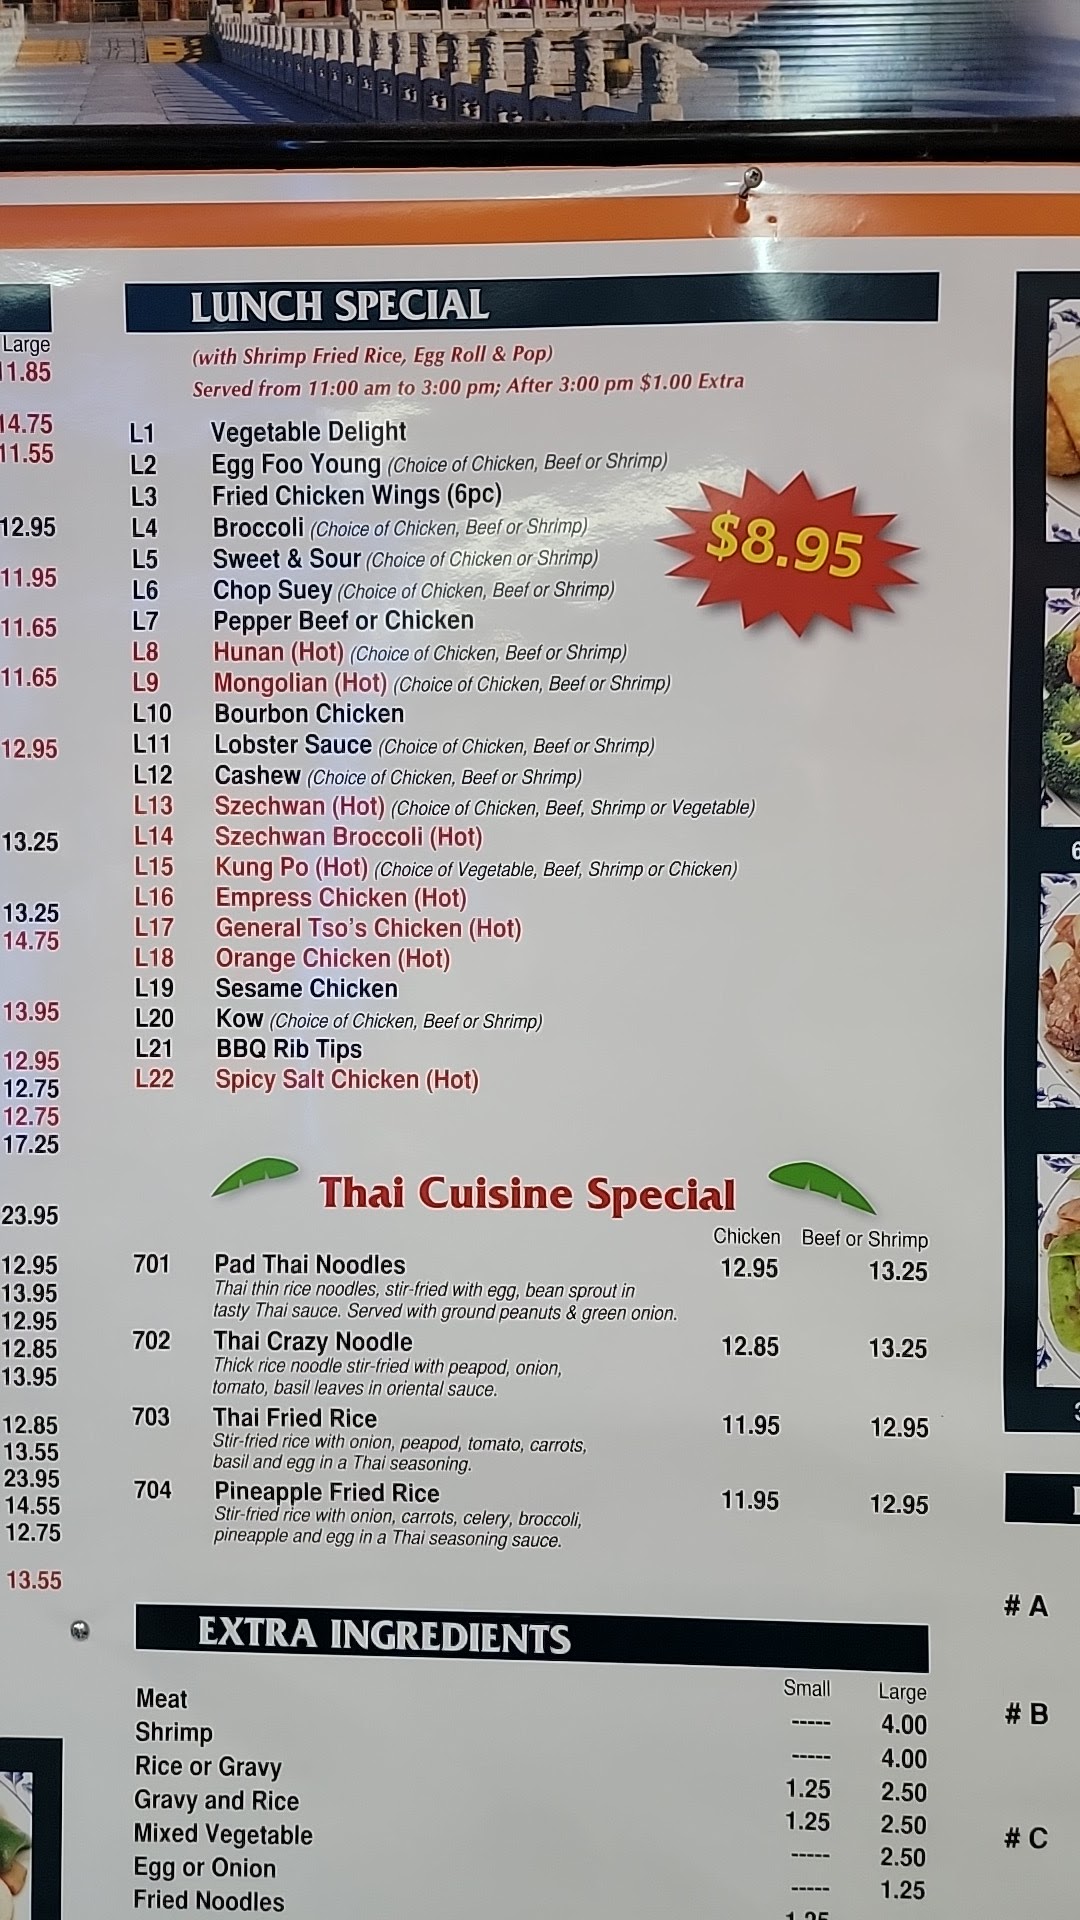 Large
11.85
14.75
11.55
12.95
11.95
11.65
11.65
12.95
13.25
13.25
14.75
13.95
12.95
12.75
12.75
17.25
23.95
12.95
13.95
12.95
12.85
13.95
12.85
13.55
23.95
14.55
12.75
13.55
LUNCH SPECIAL
(with Shrimp Fried Rice, Egg Roll & Pop)
Served from 11:00 am to 3:00 pm; After 3:00 pm $1.00 Extra
L1 Vegetable Delight
L2 Egg Foo Young (Choice of Chicken, Beef or Shrimp)
L3 Fried Chicken Wings (6pc)
L4 Broccoli (Choice of Chicken, Beef or Shrimp)
$8.95
L5 Sweet & Sour (Choice of Chicken or Shrimp)
L6 Chop Suey (Choice of Chicken, Beef or Shrimp)
L7 Pepper Beef or Chicken
L8 Hunan (Hot) (Choice of Chicken, Beef or Shrimp)
L9 Mongolian (Hot) (Choice of Chicken, Beef or Shrimp)
L10 Bourbon Chicken
L11 Lobster Sauce (Choice of Chicken, Beef or Shrimp)
L12 Cashew (Choice of Chicken, Beef or Shrimp)
L13 Szechwan (Hot) (Choice of Chicken, Beef, Shrimp or Vegetable)
L14 Szechwan Broccoli (Hot)
L15 Kung Po (Hot) (Choice of Vegetable, Beef, Shrimp or Chicken)
L16 Empress Chicken (Hot)
L17 General Tso's Chicken (Hot)
L18 Orange Chicken (Hot)
L19 Sesame Chicken
L20 Kow (Choice of Chicken, Beef or Shrimp)
L21 BBQ Rib Tips
L22 Spicy Salt Chicken (Hot)
Thai Cuisine Special
Chicken Beef or Shrimp
701 Pad Thai Noodles 12.95 13.25
Thai thin rice noodles, stir-fried with egg, bean sprout in
tasty Thai sauce. Served with ground peanuts & green onion.
702 Thai Crazy Noodle 12.85 13.25
Thick rice noodle stir-fried with peapod, onion,
tomato, basil leaves in oriental sauce.
703 Thai Fried Rice 11.95 12.95
Stir-fried rice with onion, peapod, tomato, carrots,
basil and egg in a Thai seasoning.
704 Pineapple Fried Rice 11.95 12.95
Stir-fried rice with onion, carrots, celery, broccoli,
pineapple and egg in a Thai seasoning sauce.
EXTRA INGREDIENTS
Small Large
Meat ----- 4.00
Shrimp ----- 4.00
Rice or Gravy 1.25 2.50
Gravy and Rice 1.25 2.50
Mixed Vegetable ----- 2.50
Egg or Onion ----- 1.25
Fried Noodles 1.25
# A
# B
# C